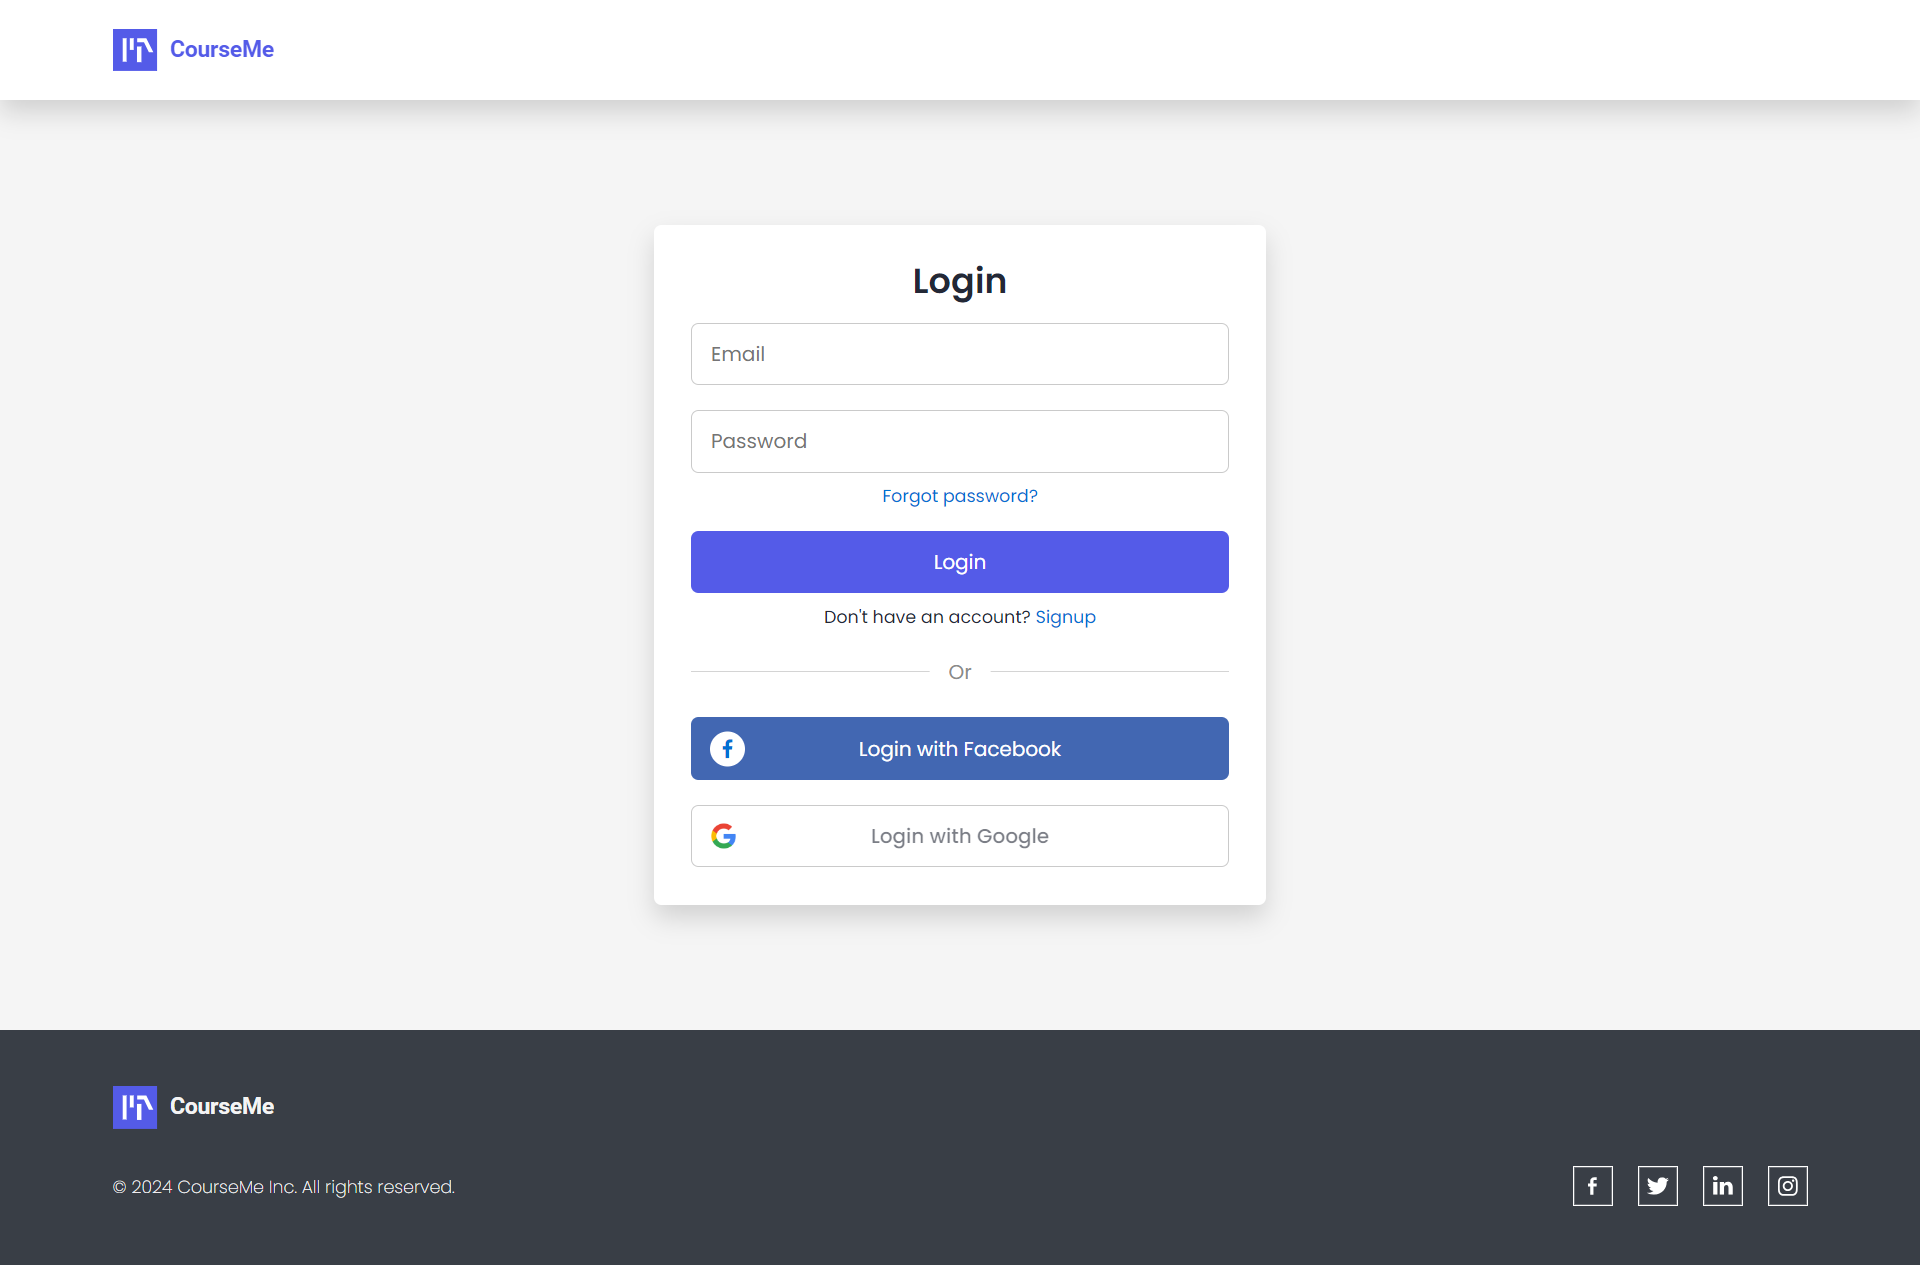 CourseMe
Login
Email
Password
Forgot password?
Login
Don't have an account? Signup
Or
Login with Facebook
Login with Google
CourseMe
© 2024 CourseMe Inc. All rights reserved.